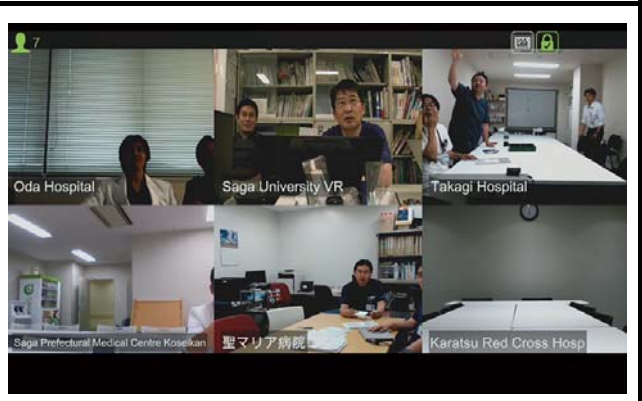 7
Oda Hospital
Saga University VR
Takagi Hospital
Saga Prefectural Medical Centre Koseikan
聖マリア病院
Karatsu Red Cross Hosp